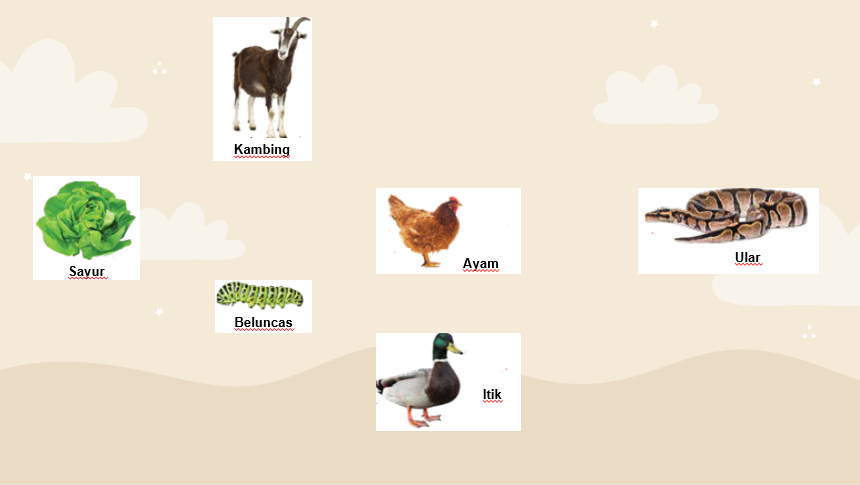 Kambing
Sayur
Ayam
Ular
Beluncas
Itik